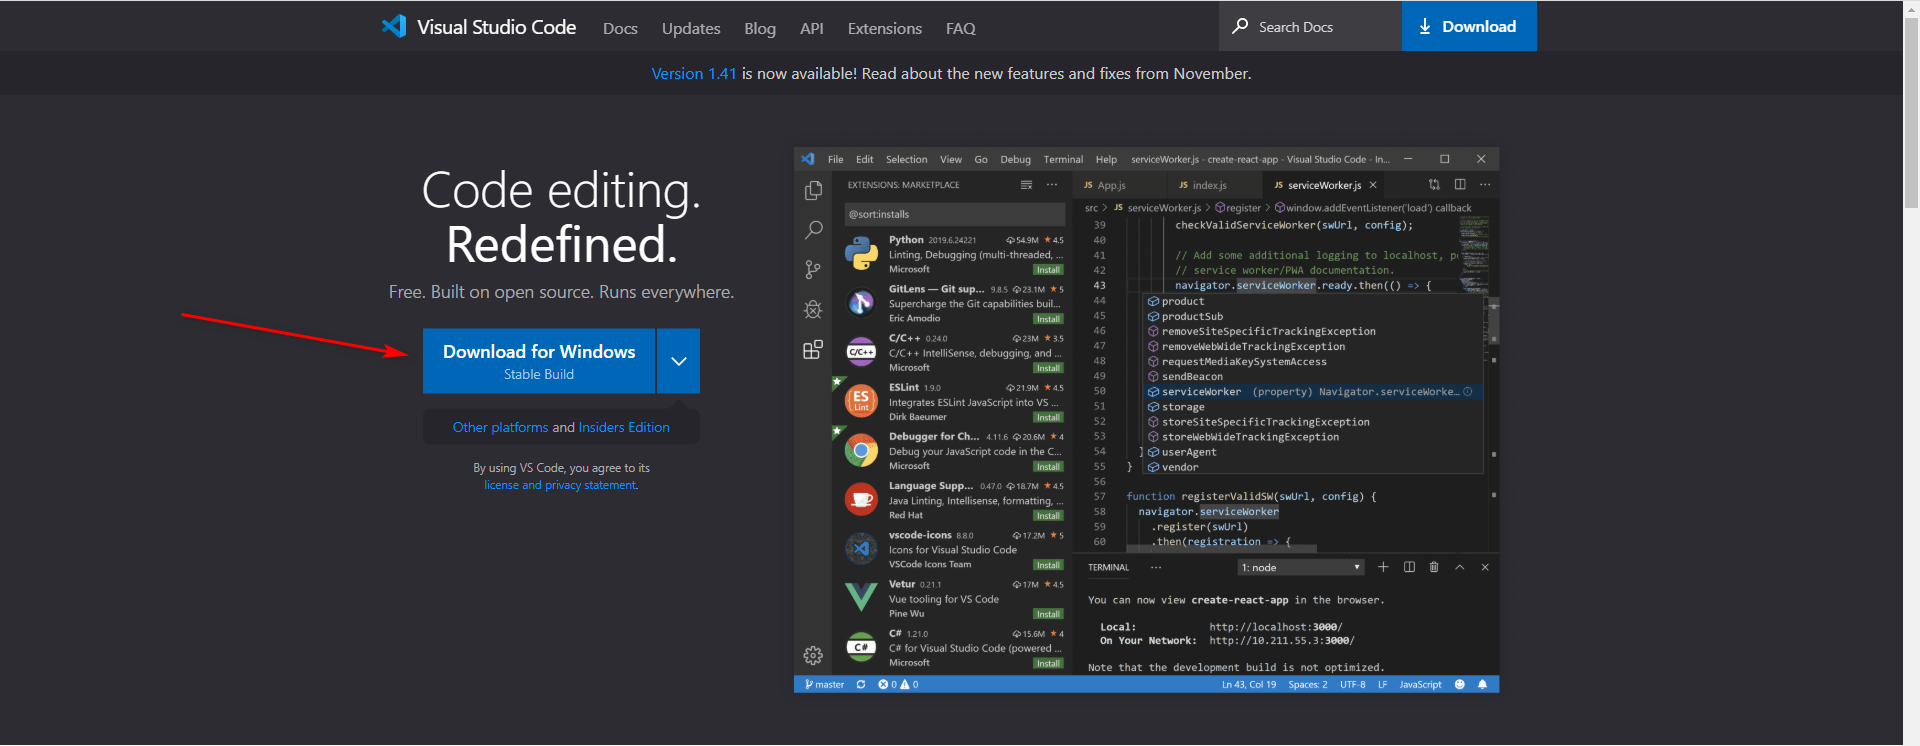 Visual Studio Code Docs Updates Blog API Extensions FAQ Search Docs Download
Version 1.41 is now available! Read about the new features and fixes from November.
Code editing.
Redefined.
Free. Built on open source. Runs everywhere.
Download for Windows
Stable Build
Other platforms and Insiders Edition
By using VS Code, you agree to its
license and privacy statement.
File Edit Selection View Go Debug Terminal Help serviceWorker.js - create-react-app - Visual Studio Code - In...
EXTENSIONS: MARKETPLACE
@sort:installs
Python 2019.6.24221 54.9M 4.5
Linting, Debugging (multi-threaded, ...
Microsoft Install
GitLens — Git sup... 9.8.5 23.1M 5
Supercharge the Git capabilities buil...
Eric Amodio Install
C/C++
C/C++ 0.24.0 23M 3.5
C/C++ IntelliSense, debugging, and ...
Microsoft Install
ES
Lint
ESLint 1.9.0 21.9M 4.5
Integrates ESLint JavaScript into VS ...
Dirk Baeumer Install
Debugger for Ch... 4.11.6 20.6M 4
Debug your JavaScript code in the C...
Microsoft Install
Language Supp... 0.47.0 18.7M 4.5
Java Linting, Intellisense, formatting, ...
Red Hat Install
vscode-icons 8.8.0 17.2M 5
Icons for Visual Studio Code
VSCode Icons Team Install
Vetur 0.21.1 17M 4.5
Vue tooling for VS Code
Pine Wu Install
C#
C# 1.21.0 15.6M 4
C# for Visual Studio Code (powered ...
Microsoft Install
JS App.js JS index.js JS serviceWorker.js
src > JS serviceWorker.js > register > window.addEventListener('load') callback
39 checkValidServiceWorker(swUrl, config);
40
41 // Add some additional logging to localhost, p
42 // service worker/PWA documentation.
43 navigator.serviceWorker.ready.then(() => {
44 product
45 productSub
46 removeSiteSpecificTrackingException
47 removeWebWideTrackingException
48 requestMediaKeySystemAccess
49 sendBeacon
50 serviceWorker (property) Navigator.serviceWorke...
51 storage
52 storeSiteSpecificTrackingException
53 storeWebWideTrackingException
54 } userAgent
55 } vendor
56
57 function registerValidSW(swUrl, config) {
58 navigator.serviceWorker
59 .register(swUrl)
60 .then(registration => {
TERMINAL ... 1: node
You can now view create-react-app in the browser.
Local: http://localhost:3000/
On Your Network: http://10.211.55.3:3000/
Note that the development build is not optimized.
master 0 0 Ln 43, Col 19 Spaces: 2 UTF-8 LF JavaScript